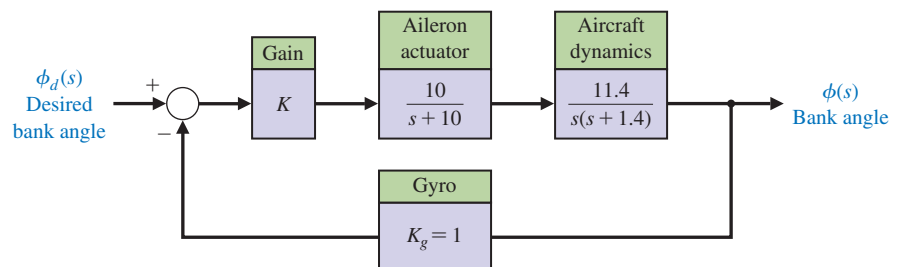 ϕ_d(s)
Desired
bank angle
+
−
Gain
K
Aileron
actuator
10
s + 10
Aircraft
dynamics
11.4
s(s + 1.4)
ϕ(s)
Bank angle
Gyro
K_g = 1